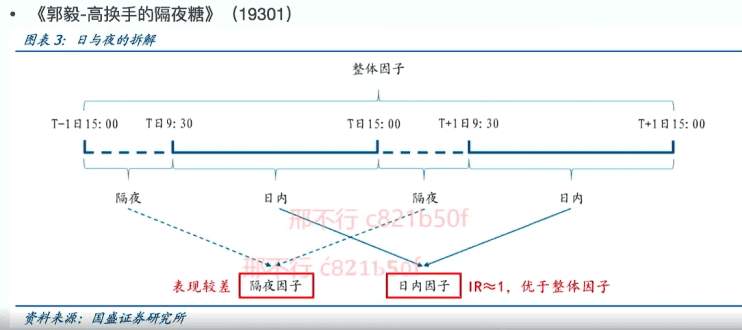 • 《郭毅-高换手的隔夜糖》（19301）
图表 3：日与夜的拆解
整体因子
T-1日15:00 T日9:30 T日15:00 T+1日9:30 T+1日15:00
隔夜 日内 隔夜 日内
邢不行 c821b50f
邢不行 c821b50f
表现较差 隔夜因子 日内因子 IR≈1，优于整体因子
资料来源：国盛证券研究所